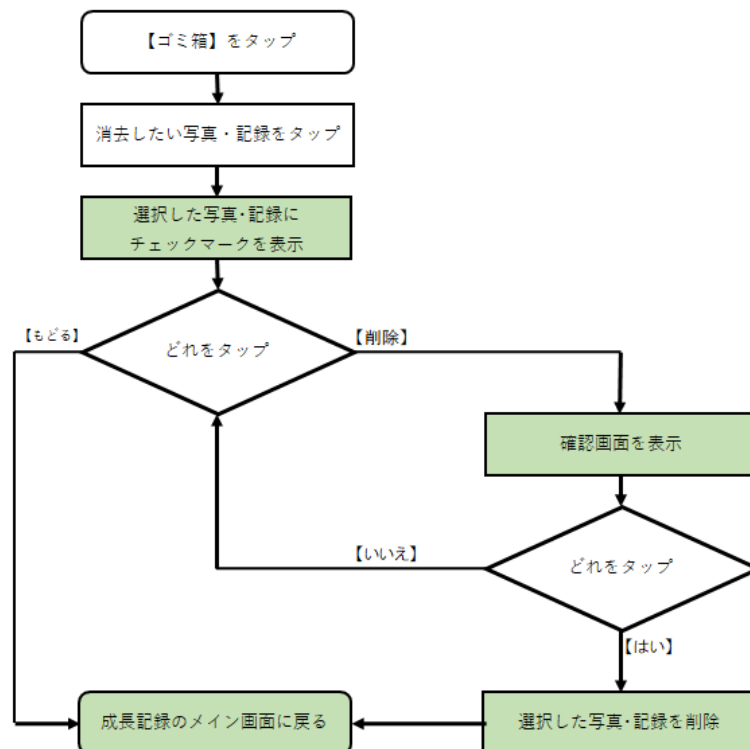 【ゴミ箱】をタップ
消去したい写真・記録をタップ
選択した写真・記録に
チェックマークを表示
【もどる】
どれをタップ
【削除】
確認画面を表示
【いいえ】
どれをタップ
【はい】
成長記録のメイン画面に戻る
選択した写真・記録を削除